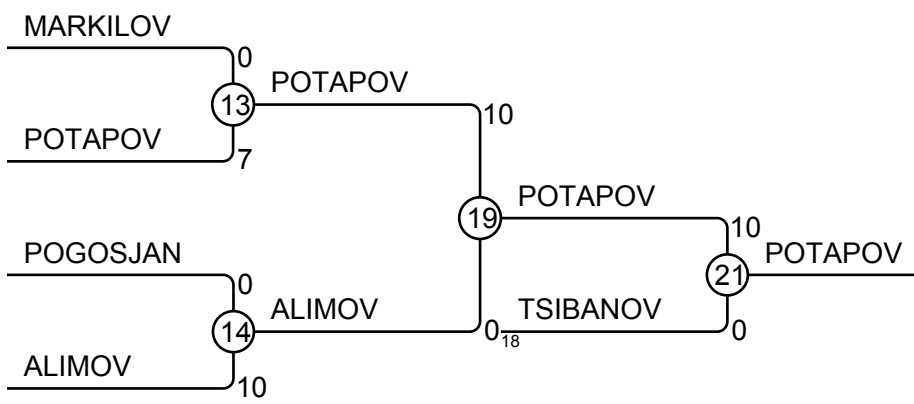 MARKILOV
0
13
POTAPOV
10
POTAPOV
7
19
POTAPOV
10
POGOSJAN
0
21
POTAPOV
14
ALIMOV
0
18
TSIBANOV
0
ALIMOV
10